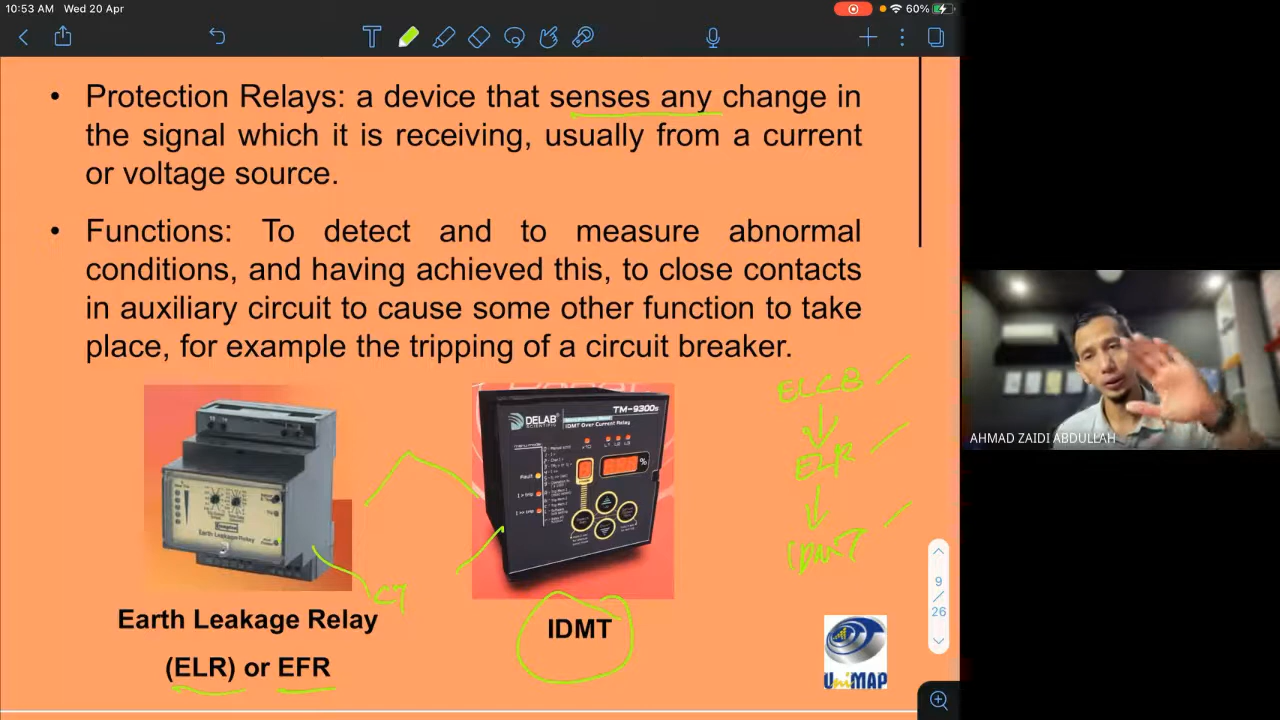 10:53 AM Wed 20 Apr
60%
• Protection Relays: a device that senses any change in
the signal which it is receiving, usually from a current
or voltage source.
• Functions: To detect and to measure abnormal
conditions, and having achieved this, to close contacts
in auxiliary circuit to cause some other function to take
place, for example the tripping of a circuit breaker.
ELCB
ELR
IDMT
CT
DELAB
SCIENTIFIC
TM-9300s
IDMT Over Current Relay
%
Earth Leakage Relay
Earth Leakage Relay
(ELR) or EFR
IDMT
UniMAP
9
/
26
AHMAD ZAIDI ABDULLAH